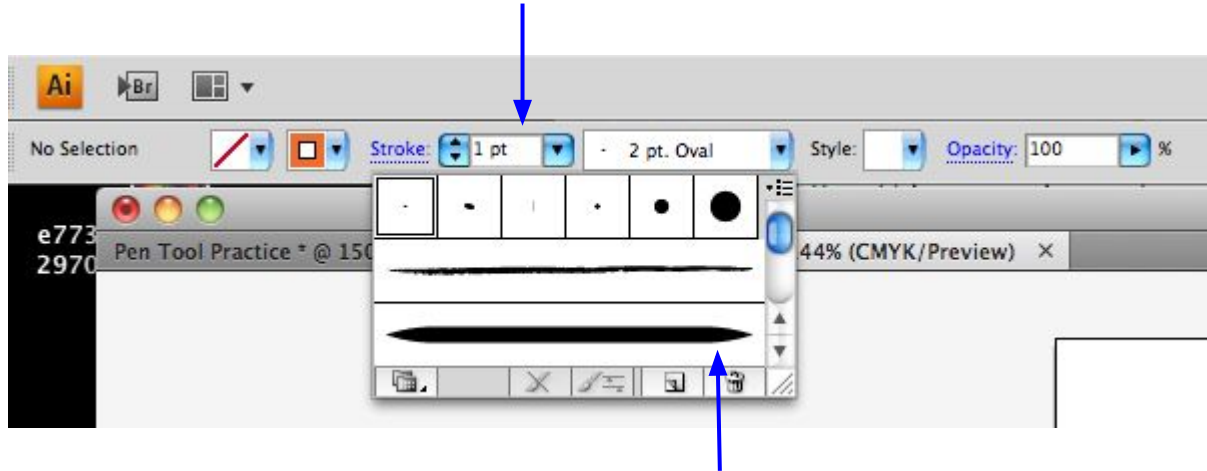 Ai Br
No Selection Stroke: 1 pt 2 pt. Oval Style: Opacity: 100 %
e773
2970 Pen Tool Practice * @ 150 44% (CMYK/Preview) ×